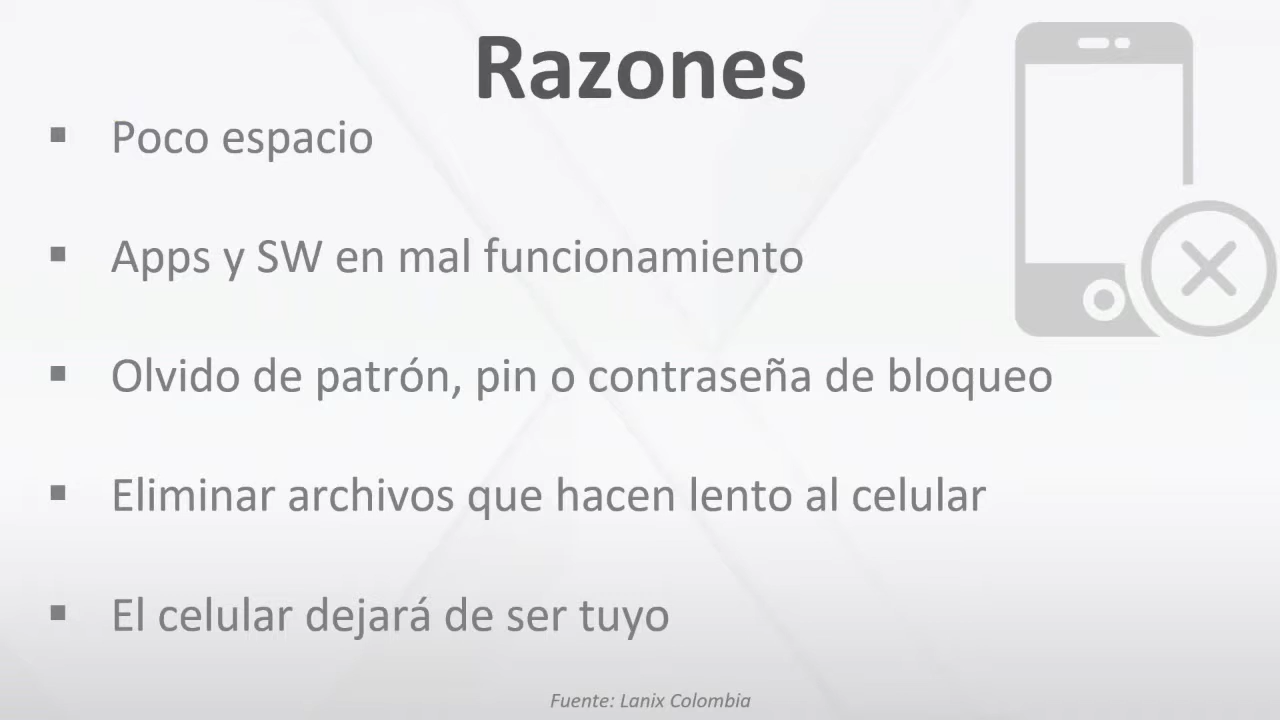 Razones
▪ Poco espacio
▪ Apps y SW en mal funcionamiento
▪ Olvido de patrón, pin o contraseña de bloqueo
▪ Eliminar archivos que hacen lento al celular
▪ El celular dejará de ser tuyo
Fuente: Lanix Colombia